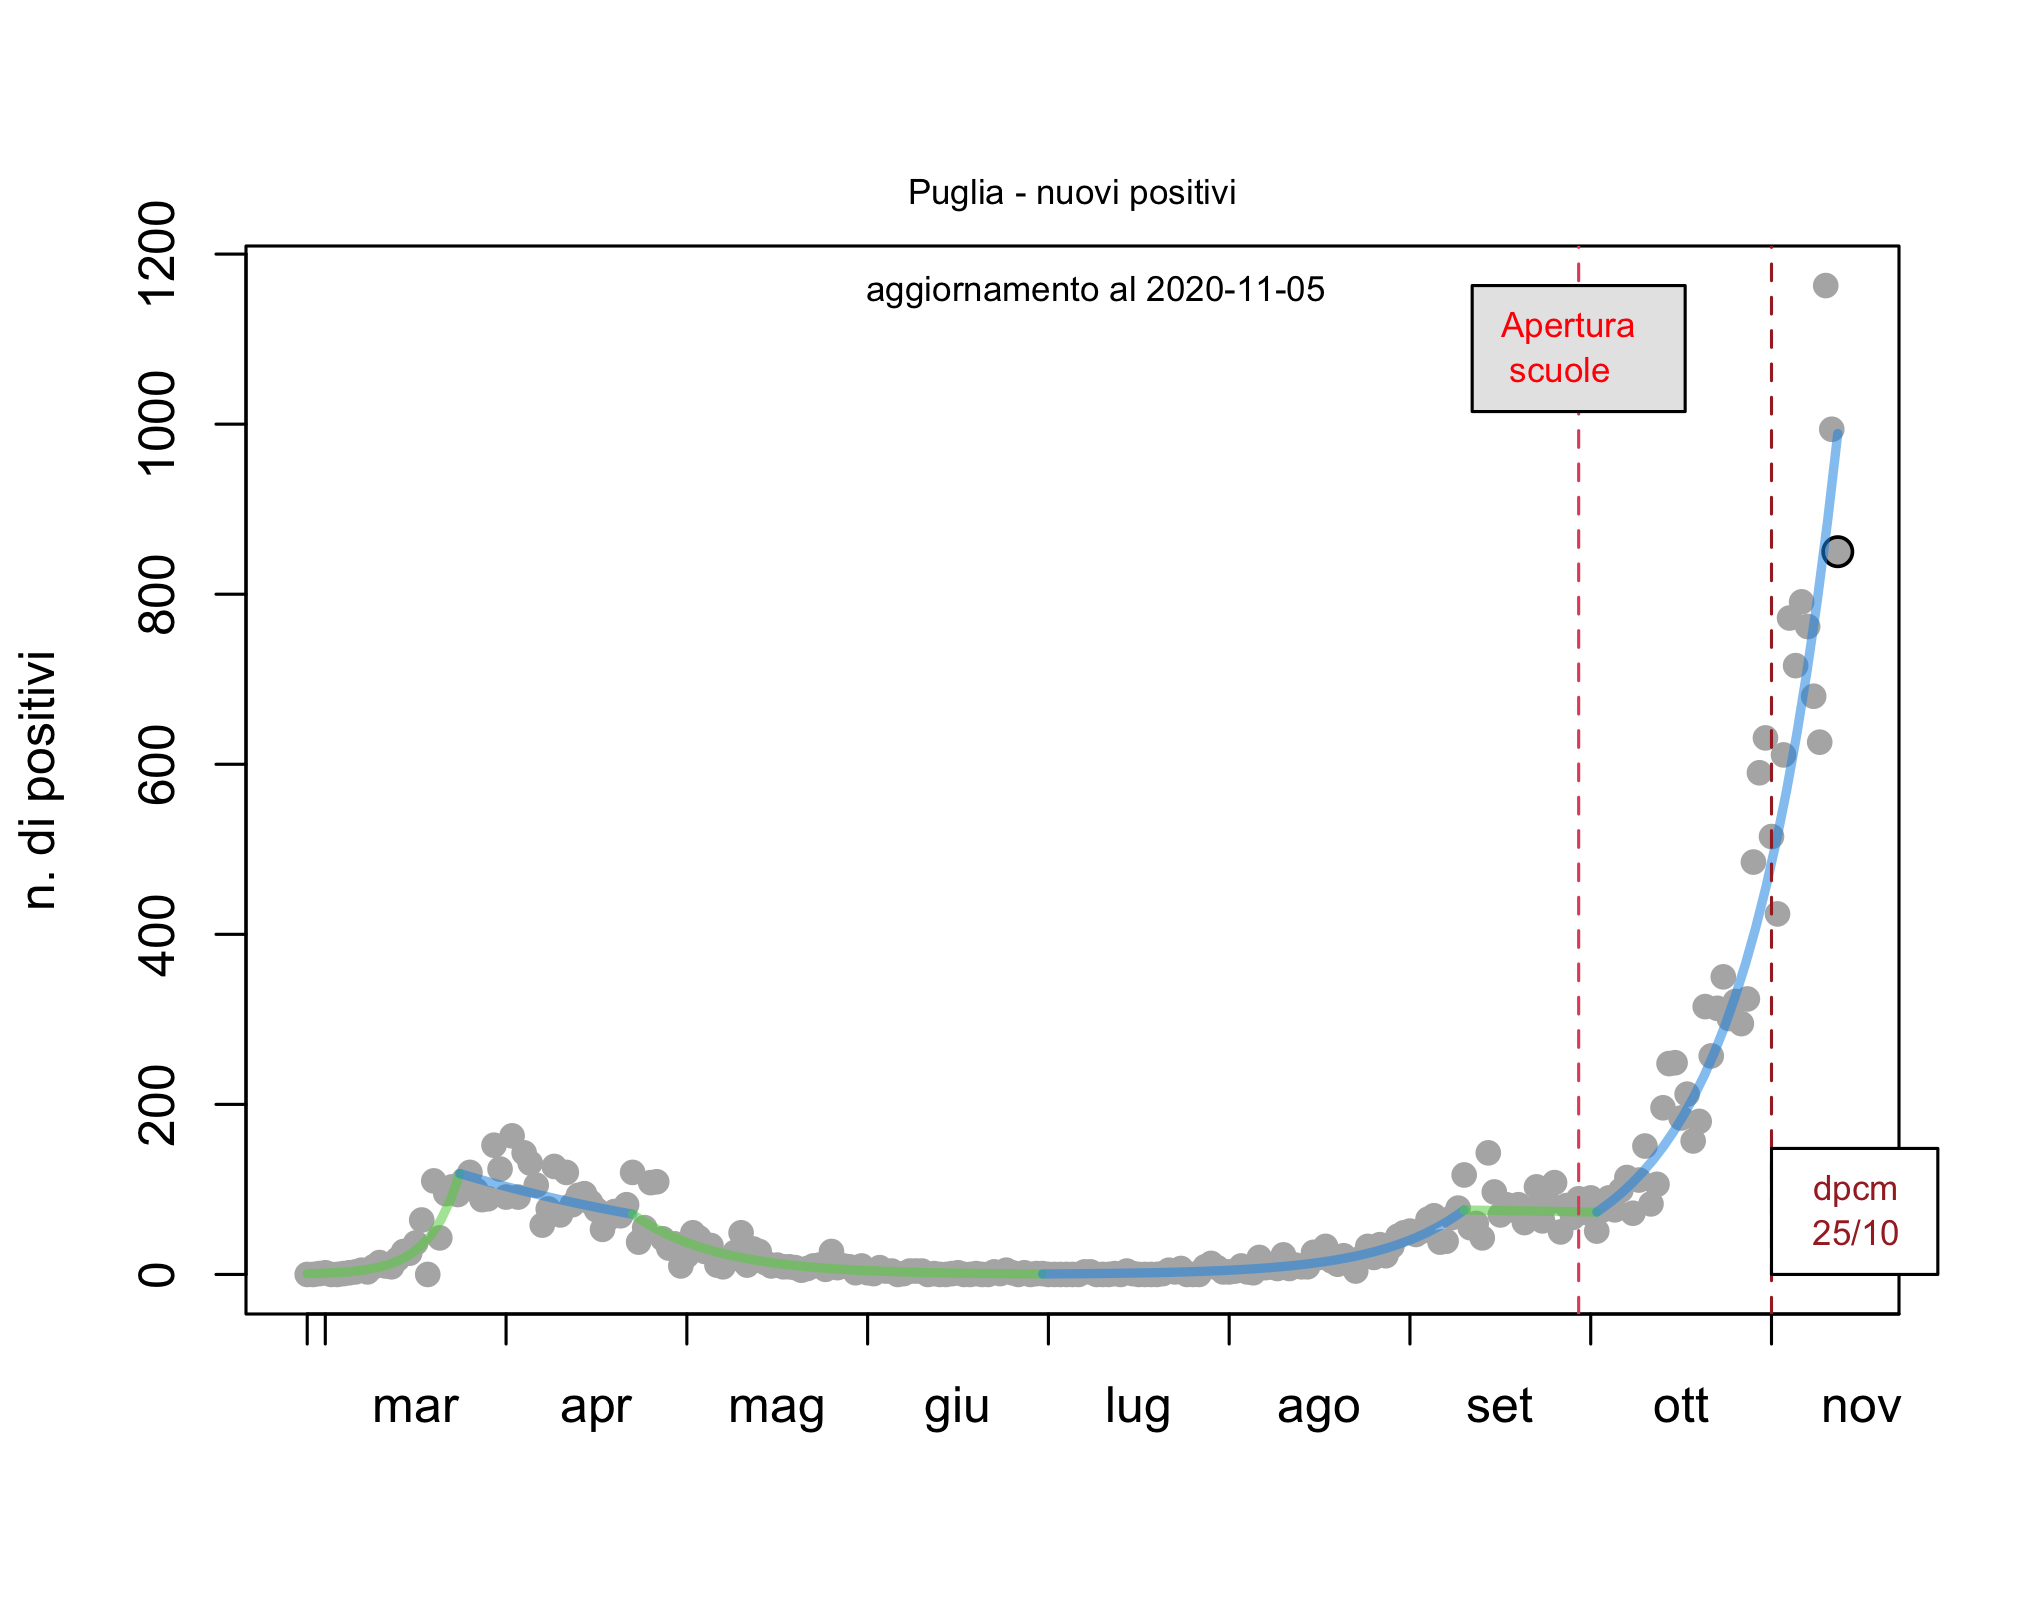 Puglia - nuovi positivi
aggiornamento al 2020-11-05
Apertura
scuole
n. di positivi
1200
1000
800
600
400
200
0
dpcm
25/10
mar apr mag giu lug ago set ott nov